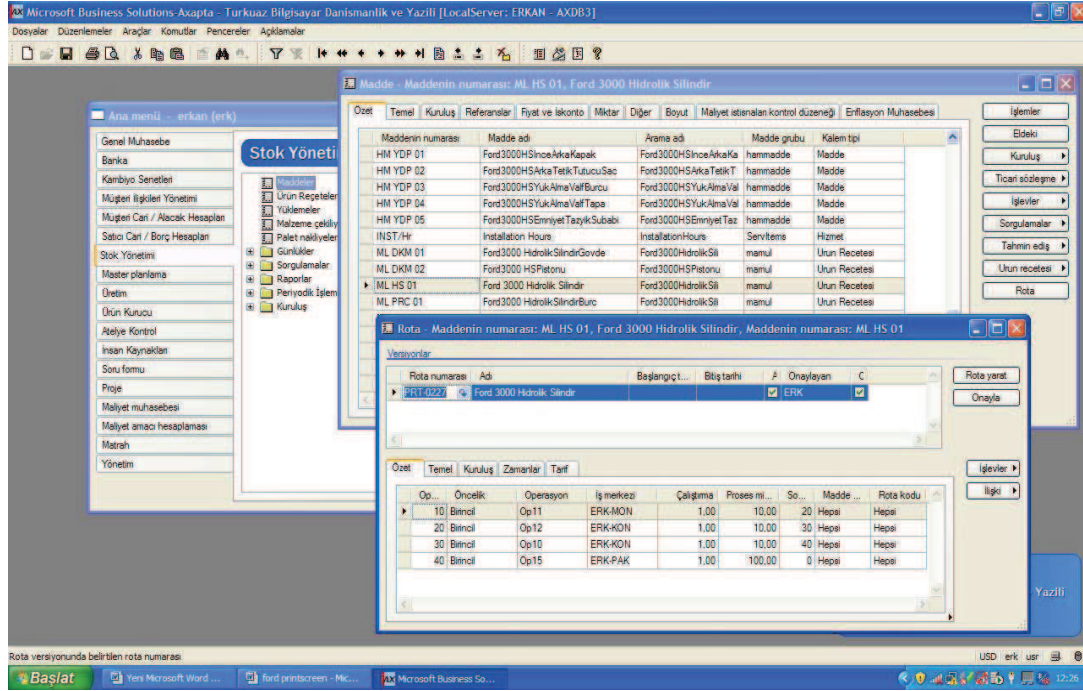 Microsoft Business Solutions-Axapta - Turkuaz Bilgisayar Danismanlik ve Yazili [LocalServer: ERKAN - AXDB3]
Dosyalar Düzenlemeler Araçlar Komutlar Pencereler Açıklamalar
Madde - Maddenin numarası: ML HS 01, Ford 3000 Hidrolik Silindir
Özet Temel Kuruluş Referanslar Fiyat ve Iskonto Miktar Diğer Boyut Maliyet istisnaları kontrol düzeneği Enflasyon Muhasebesi
Maddenin numarası Madde adı Arama adı Madde grubu Kalem tipi
HM YDP 01 Ford3000HSInceArkaKapak Ford3000HSInceArkaKa hammadde Madde
HM YDP 02 Ford3000HSArkaTetikTutucuSac Ford3000HSArkaTetikT hammadde Madde
HM YDP 03 Ford3000HSYukAlmaValfBurcu Ford3000HSYukAlmaVal hammadde Madde
HM YDP 04 Ford3000HSYukAlmaValfTapa Ford3000HSYukAlmaVal hammadde Madde
HM YDP 05 Ford3000HSEmniyetTazyikSubabi Ford3000HSEmniyetTaz hammadde Madde
INST/Hr Installation Hours InstallationHours ServItems Hizmet
ML DKM 01 Ford3000 HidrolikSilindirGovde Ford3000HidrolikSili mamul Urun Recetesi
ML DKM 02 Ford3000 HSPistonu Ford3000HSPistonu mamul Urun Recetesi
ML HS 01 Ford 3000 Hidrolik Silindir Ford3000HidrolikSili mamul Urun Recetesi
ML PRC 01 Ford3000 HidrolikSilindirBurc Ford3000HidrolikSili mamul Urun Recetesi
İşlemler
Eldeki
Kuruluş
Ticari sözleşme
İşlevler
Sorgulamalar
Tahmin ediş
Urun recetesi
Rota
Ana menü - erkan (erk)
Genel Muhasebe
Banka
Kambiyo Senetleri
Müşteri İlişkileri Yönetimi
Müşteri Cari / Alacak Hesapları
Satıcı Cari / Borç Hesapları
Stok Yönetimi
Master planlama
Üretim
Ürün Kurucu
Atelye Kontrol
İnsan Kaynakları
Soru formu
Proje
Maliyet muhasebesi
Maliyet amacı hesaplaması
Matrah
Yönetim
Stok Yöneti
Maddeler
Ürün Reçeteler
Yüklemeler
Malzeme çekiliy
Palet nakliyeler
Günlükler
Sorgulamalar
Raporlar
Periyodik İşlem
Kuruluş
Rota - Maddenin numarası: ML HS 01, Ford 3000 Hidrolik Silindir, Maddenin numarası: ML HS 01
Versiyonlar
Rota numarası Adı Başlangıç t... Bitiş tarihi A Onaylayan C
PRT-0227 Ford 3000 Hidrolik Silindir ERK
Rota yarat
Onayla
Özet Temel Kuruluş Zamanlar Tarif
Op... Öncelik Operasyon İş merkezi Çalıştırma Proses mi... So... Madde ... Rota kodu
10 Birincil Op11 ERK-MON 1,00 10,00 20 Hepsi Hepsi
20 Birincil Op12 ERK-KON 1,00 10,00 30 Hepsi Hepsi
30 Birincil Op10 ERK-KON 1,00 10,00 40 Hepsi Hepsi
40 Birincil Op15 ERK-PAK 1,00 100,00 0 Hepsi Hepsi
İşlevler
İlişki
Yazili
Rota versiyonunda belirtilen rota numarası
USD erk usr
Başlat Yeni Microsoft Word ... ford printscreen - Mic... Microsoft Business So... 12:26